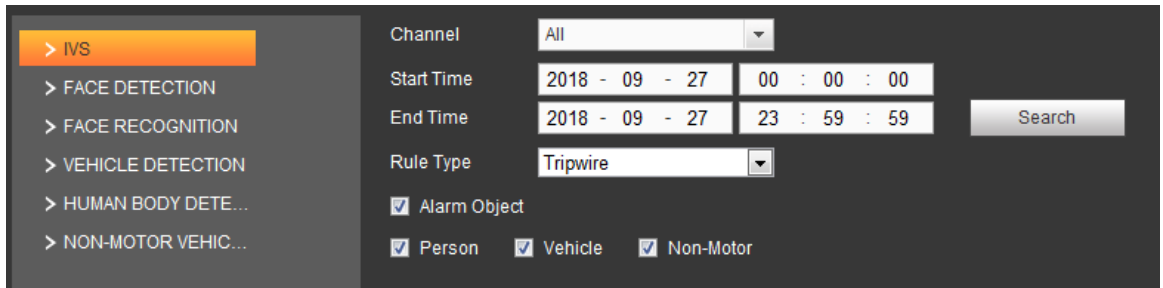 > IVS
> FACE DETECTION
> FACE RECOGNITION
> VEHICLE DETECTION
> HUMAN BODY DETE...
> NON-MOTOR VEHIC...
Channel All
Start Time 2018 - 09 - 27 00 : 00 : 00
End Time 2018 - 09 - 27 23 : 59 : 59 Search
Rule Type Tripwire
Alarm Object
Person Vehicle Non-Motor